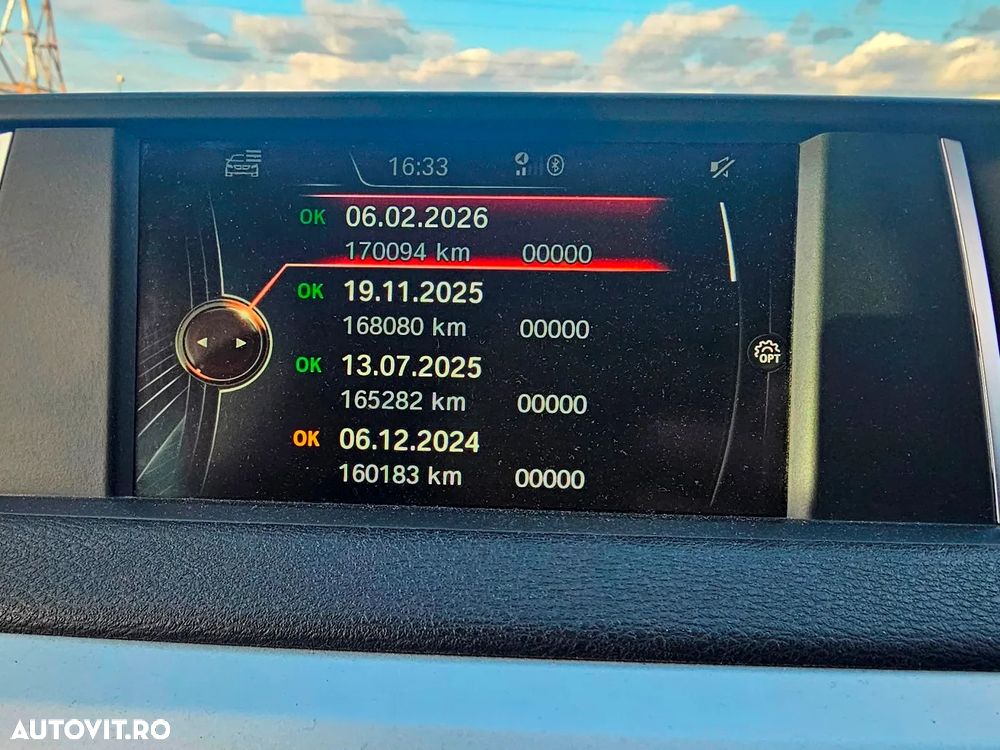 16:33
OK 06.02.2026
170094 km 00000
OK 19.11.2025
168080 km 00000
OK 13.07.2025
165282 km 00000
OK 06.12.2024
160183 km 00000
OPT
AUTOVIT.RO